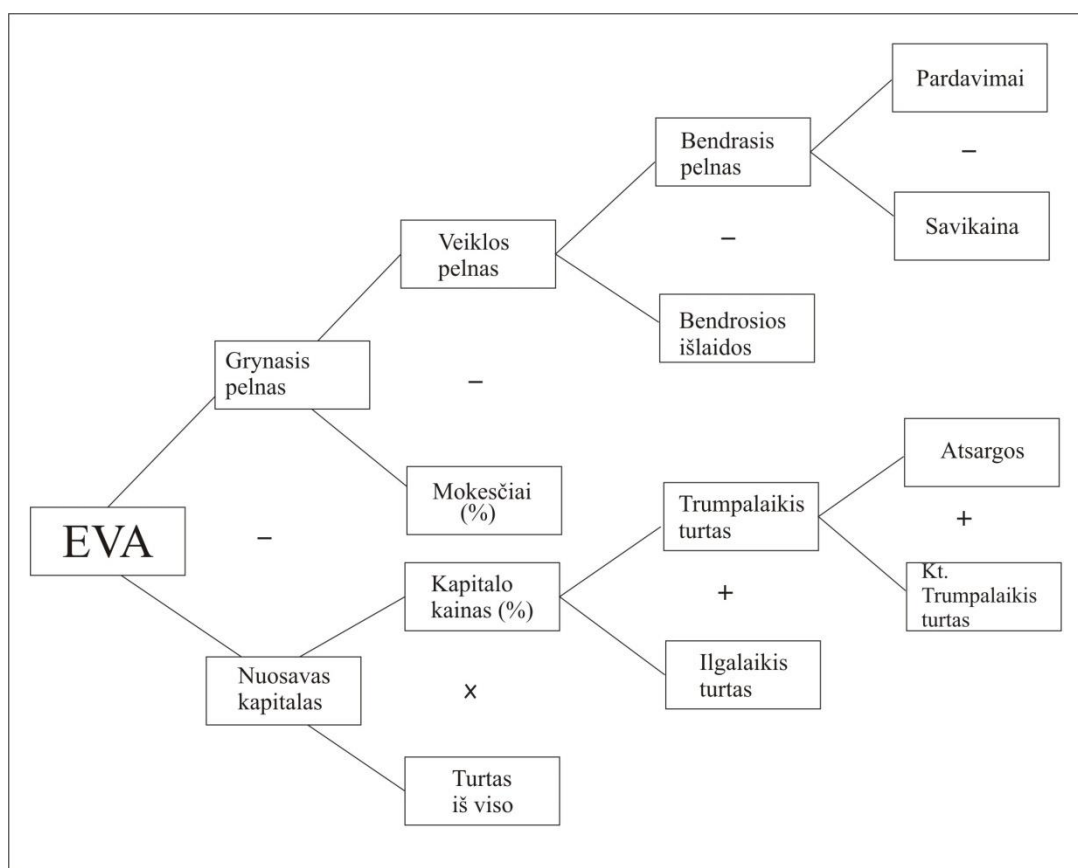 Pardavimai
–
Savikaina
Bendrasis
pelnas
–
Bendrosios
išlaidos
Veiklos
pelnas
–
Mokesčiai
(%)
Grynasis
pelnas
–
EVA
Atsargos
+
Kt.
Trumpalaikis
turtas
Trumpalaikis
turtas
+
Ilgalaikis
turtas
Kapitalo
kainas (%)
x
Turtas
iš viso
Nuosavas
kapitalas